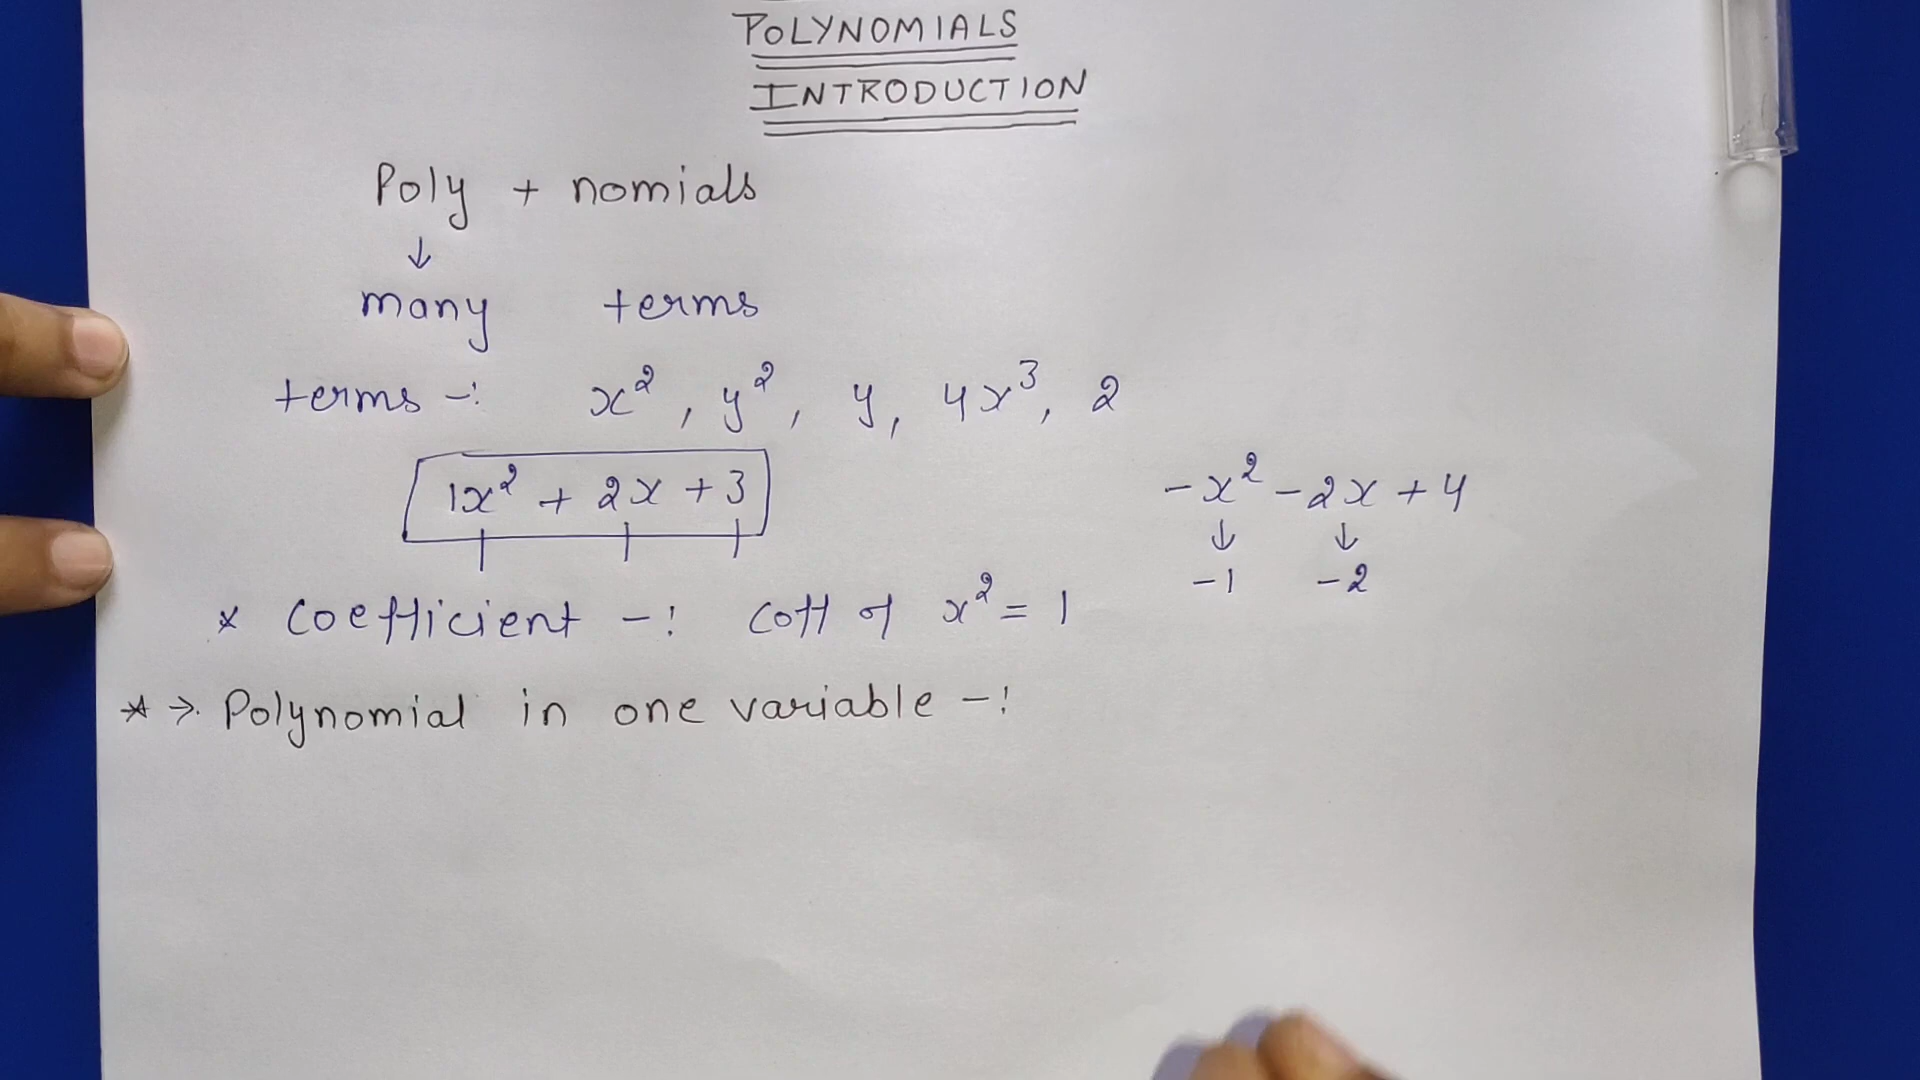 POLYNOMIALS
INTRODUCTION
Poly + nomials
↓
many terms
terms -: x², y², y, 4x³, 2
1x² + 2x + 3
-x² - 2x + 4
↓ ↓
-1 -2
* Coefficient -: Coff of x² = 1
* → Polynomial in one variable -: